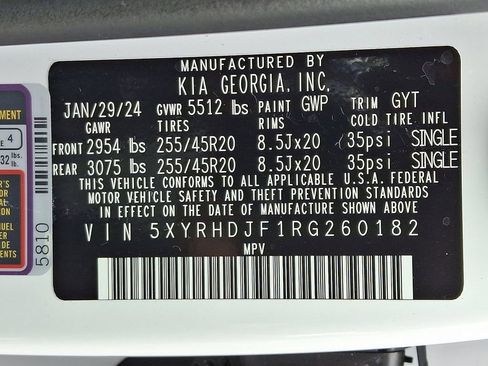 MANUFACTURED BY
KIA GEORGIA, INC.
JAN/29/24 GVWR 5512 lbs PAINT GWP TRIM GYT
GAWR TIRES RIMS COLD TIRE INFL
FRONT 2954 lbs 255/45R20 8.5Jx20 35psi SINGLE
REAR 3075 lbs 255/45R20 8.5Jx20 35psi SINGLE
THIS VEHICLE CONFORMS TO ALL APPLICABLE U.S.A. FEDERAL
MOTOR VEHICLE SAFETY AND THEFT PREVENTION STANDARDS
IN EFFECT ON THE DATE OF MANUFACTURE SHOWN ABOVE
VIN 5XYRHDJF1RG260182
MPV
5810
4
lbs.